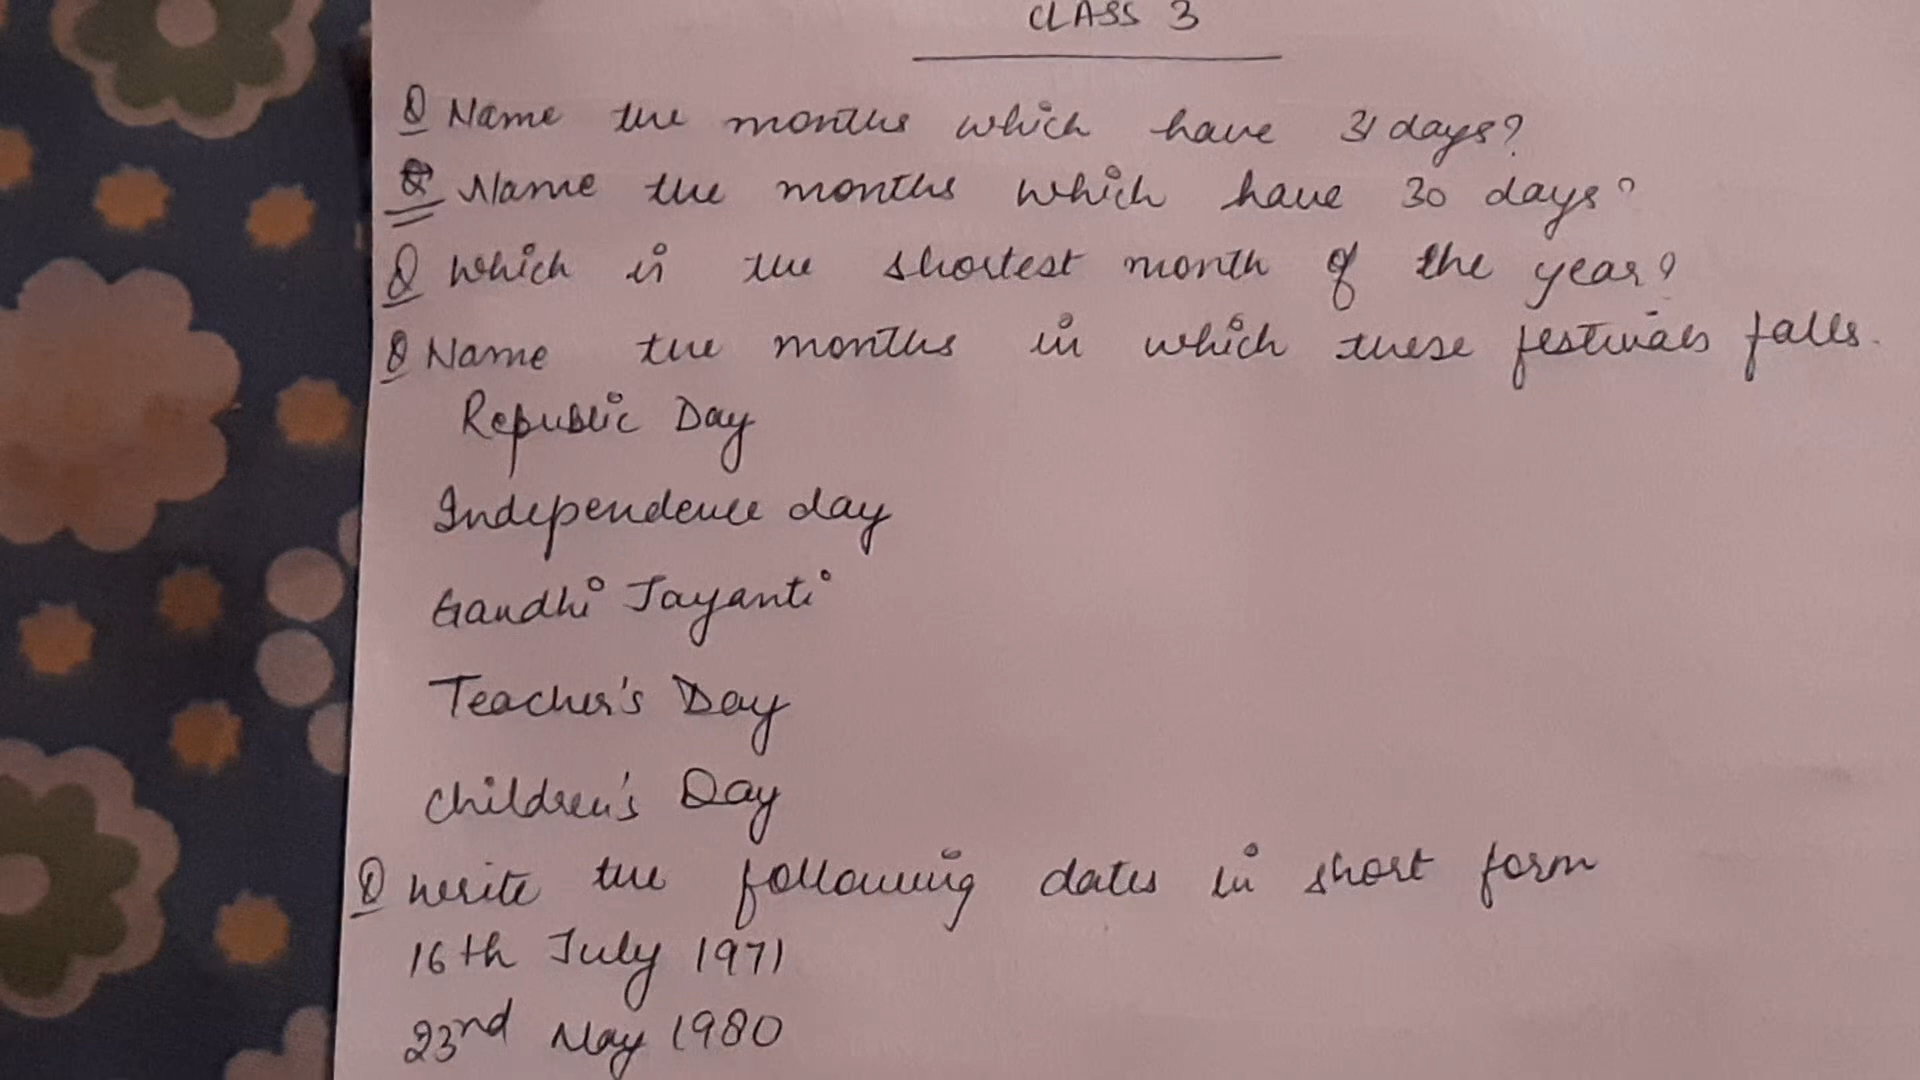 CLASS 3
Q Name the months which have 31 days?
Q Name the months which have 30 days?
Q Which is the shortest month of the year?
Q Name the months in which these festivals falls.
Republic Day
Independence day
Gandhi Jayanti
Teacher's Day
Children's Day
Q Write the following dates in short form
16th July 1971
23nd May 1980